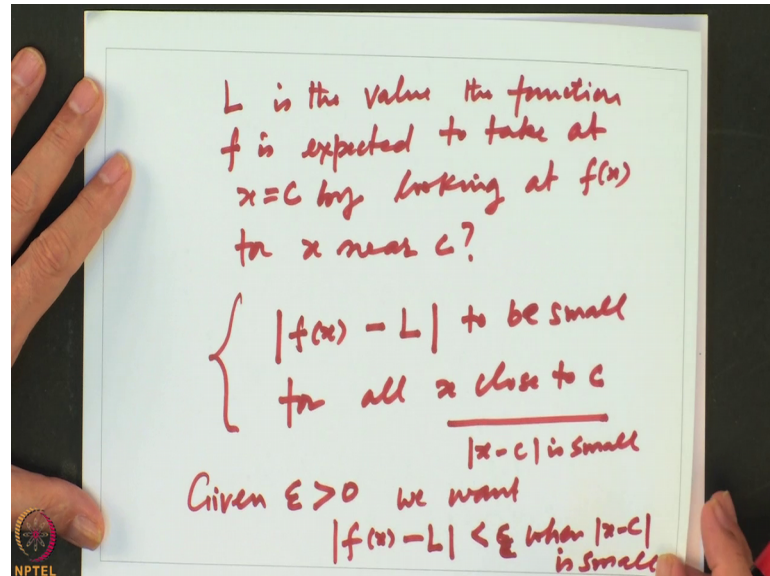 L is the value the function
f is expected to take at
x = c by looking at f(x)
for x near c?
|f(x) - L| to be small
for all x close to c
|x-c| is small
Given ε > 0 we want
|f(x) - L| < ε when |x-c|
is small
NPTEL